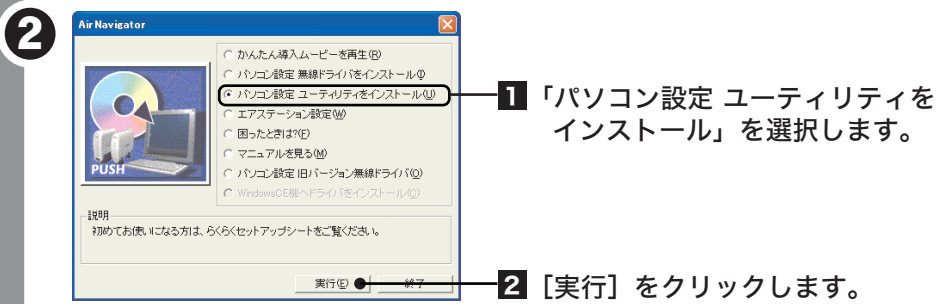 2
AirNavigator
かんたん導入ムービーを再生(R)
パソコン設定 無線ドライバをインストール(I)
パソコン設定 ユーティリティをインストール(U)
エアステーション設定(W)
困ったときは?(F)
マニュアルを見る(M)
パソコン設定 旧バージョン無線ドライバ(O)
WindowsCE機へドライバをインストール(C)
PUSH
説明
初めてお使いになる方は、らくらくセットアップシートをご覧ください。
実行(E)
終了
1 「パソコン設定 ユーティリティを
インストール」を選択します。
2 [実行]をクリックします。